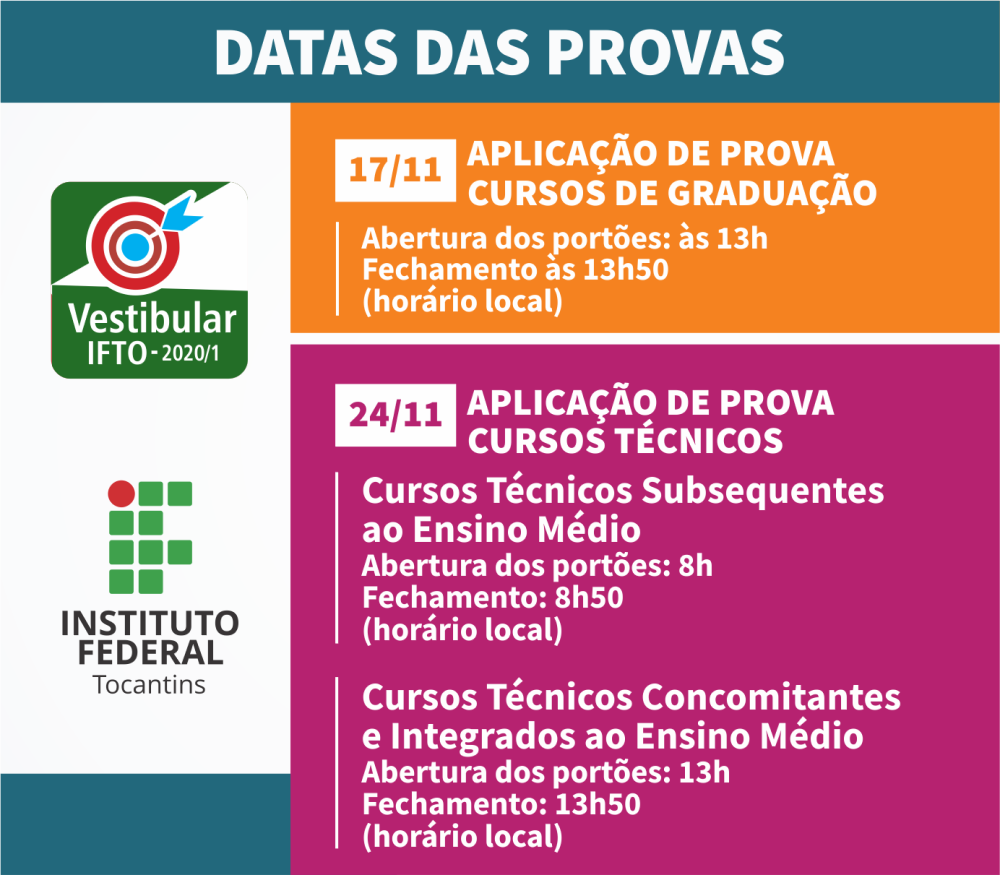 DATAS DAS PROVAS
Vestibular
IFTO - 2020/1
INSTITUTO
FEDERAL
Tocantins
17/11
APLICAÇÃO DE PROVA
CURSOS DE GRADUAÇÃO
Abertura dos portões: às 13h
Fechamento às 13h50
(horário local)
24/11
APLICAÇÃO DE PROVA
CURSOS TÉCNICOS
Cursos Técnicos Subsequentes
ao Ensino Médio
Abertura dos portões: 8h
Fechamento: 8h50
(horário local)
Cursos Técnicos Concomitantes
e Integrados ao Ensino Médio
Abertura dos portões: 13h
Fechamento: 13h50
(horário local)